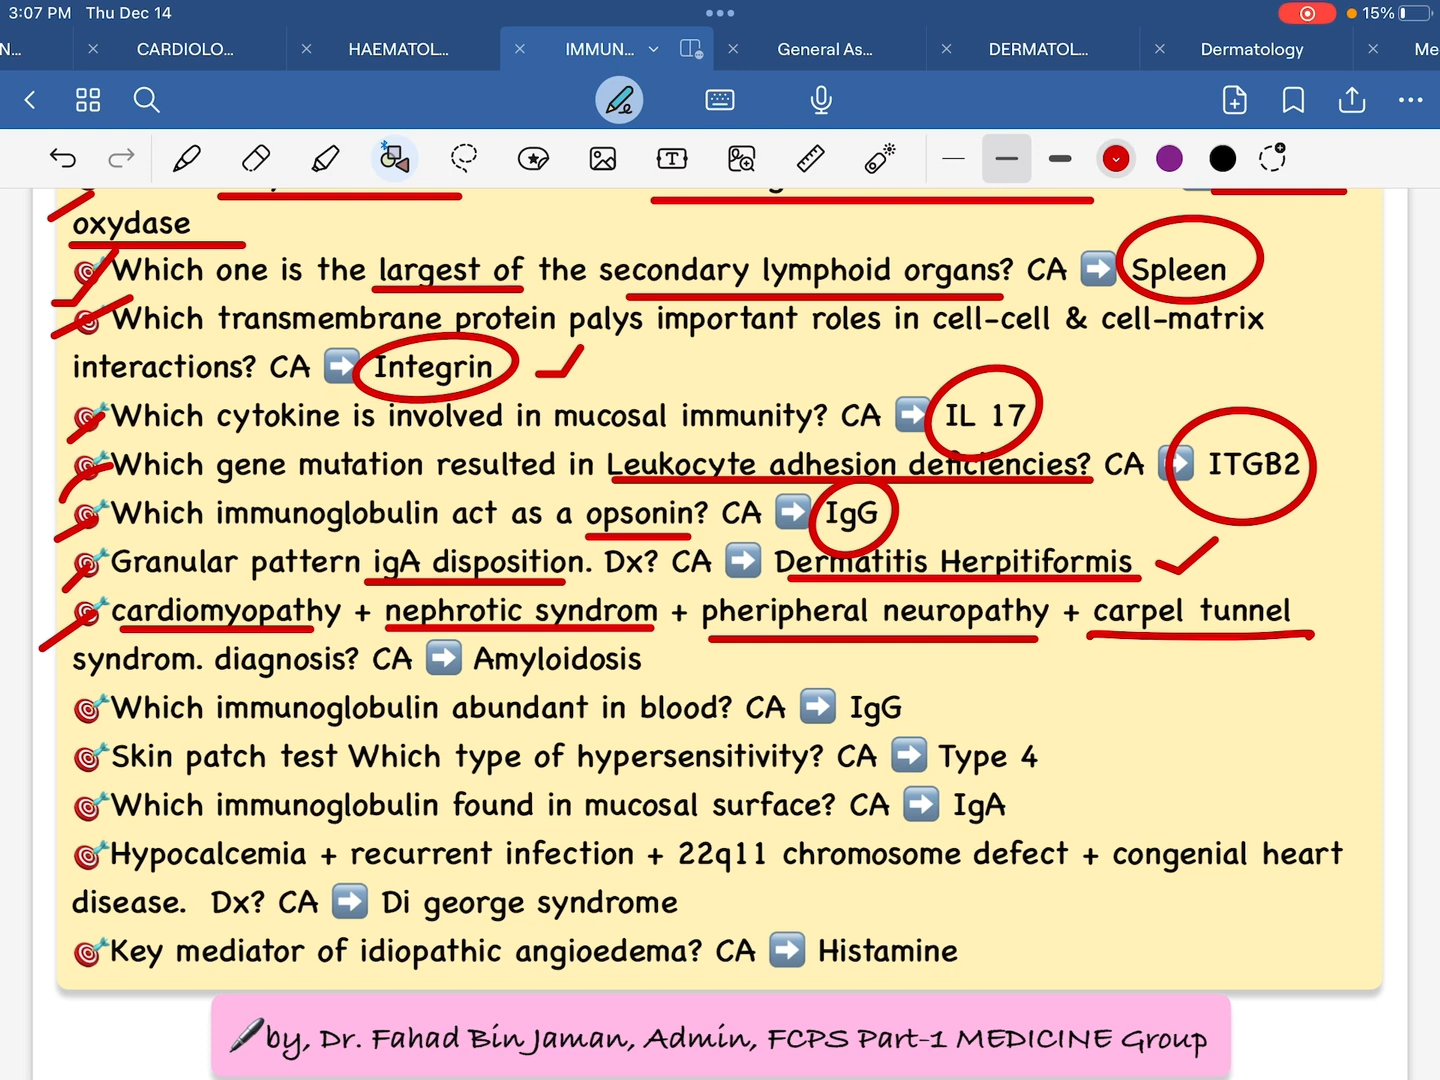 3:07 PM Thu Dec 14
15%
N...
CARDIOLO...
HAEMATOL...
IMMUN...
General As...
DERMATOL...
Dermatology
Me
oxydase
Which one is the largest of the secondary lymphoid organs? CA ➡️ Spleen
Which transmembrane protein palys important roles in cell-cell & cell-matrix
interactions? CA ➡️ Integrin
Which cytokine is involved in mucosal immunity? CA ➡️ IL 17
Which gene mutation resulted in Leukocyte adhesion deficiencies? CA ➡️ ITGB2
Which immunoglobulin act as a opsonin? CA ➡️ IgG
Granular pattern igA disposition. Dx? CA ➡️ Dermatitis Herpitiformis
cardiomyopathy + nephrotic syndrom + pheripheral neuropathy + carpel tunnel
syndrom. diagnosis? CA ➡️ Amyloidosis
Which immunoglobulin abundant in blood? CA ➡️ IgG
Skin patch test Which type of hypersensitivity? CA ➡️ Type 4
Which immunoglobulin found in mucosal surface? CA ➡️ IgA
Hypocalcemia + recurrent infection + 22q11 chromosome defect + congenial heart
disease. Dx? CA ➡️ Di george syndrome
Key mediator of idiopathic angioedema? CA ➡️ Histamine
by, Dr. Fahad Bin Jaman, Admin, FCPS Part-1 MEDICINE Group